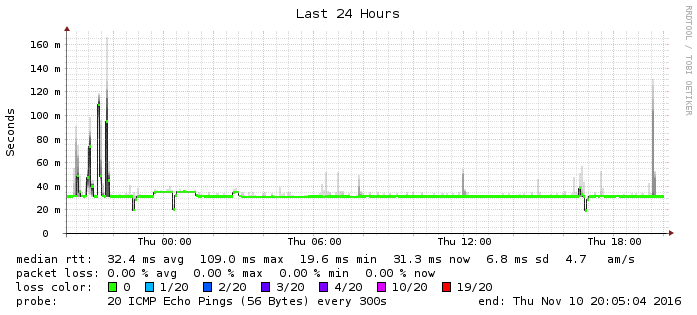 Last 24 Hours
RRDTOOL / TOBI OETIKER
Seconds
160 m
140 m
120 m
100 m
80 m
60 m
40 m
20 m
0
Thu 00:00 Thu 06:00 Thu 12:00 Thu 18:00
median rtt: 32.4 ms avg 109.0 ms max 19.6 ms min 31.3 ms now 6.8 ms sd 4.7 am/s
packet loss: 0.00 % avg 0.00 % max 0.00 % min 0.00 % now
loss color: 0 1/20 2/20 3/20 4/20 10/20 19/20
probe: 20 ICMP Echo Pings (56 Bytes) every 300s end: Thu Nov 10 20:05:04 2016